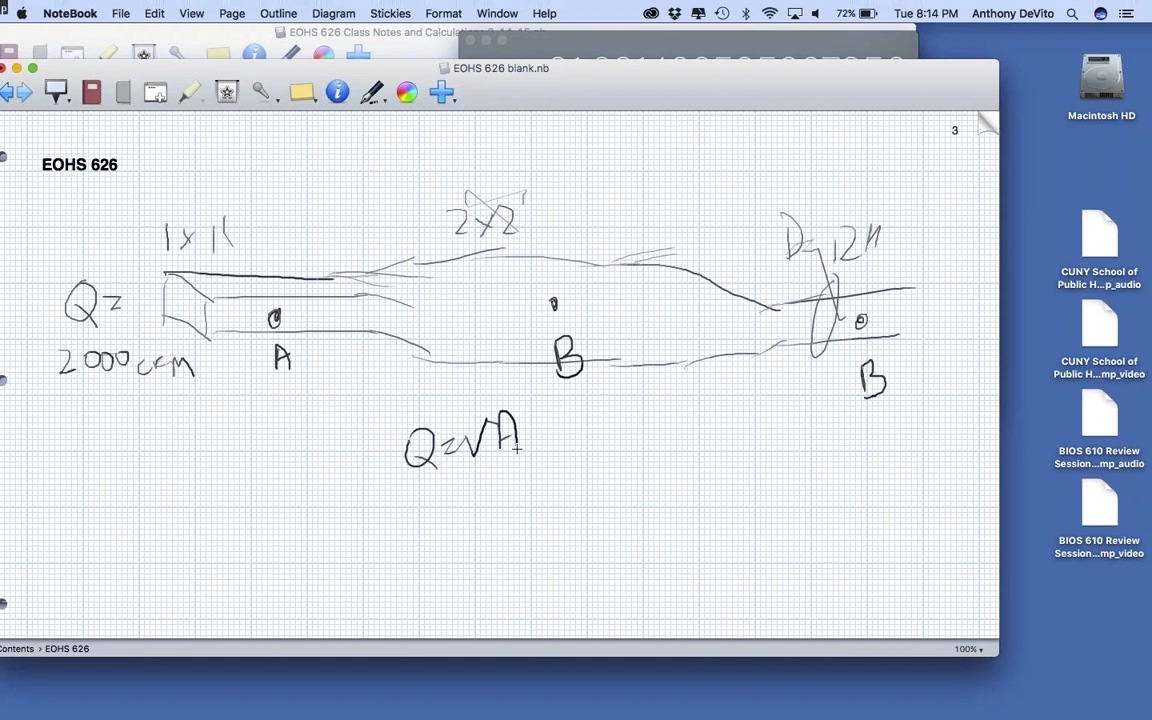 NoteBook File Edit View Page Outline Diagram Stickies Format Window Help 72% Tue 8:14 PM Anthony DeVito
EOHS 626 Class Notes and Calculations
EOHS 626 blank.nb
Macintosh HD
3
EOHS 626
2x2'
1x1'
D=12"
Q=
2000 cfm
A
B
B
Q=VA
CUNY School of
Public H...p_audio
CUNY School of
Public H...mp_video
BIOS 610 Review
Session...mp_audio
BIOS 610 Review
Session...mp_video
Contents › EOHS 626
100%